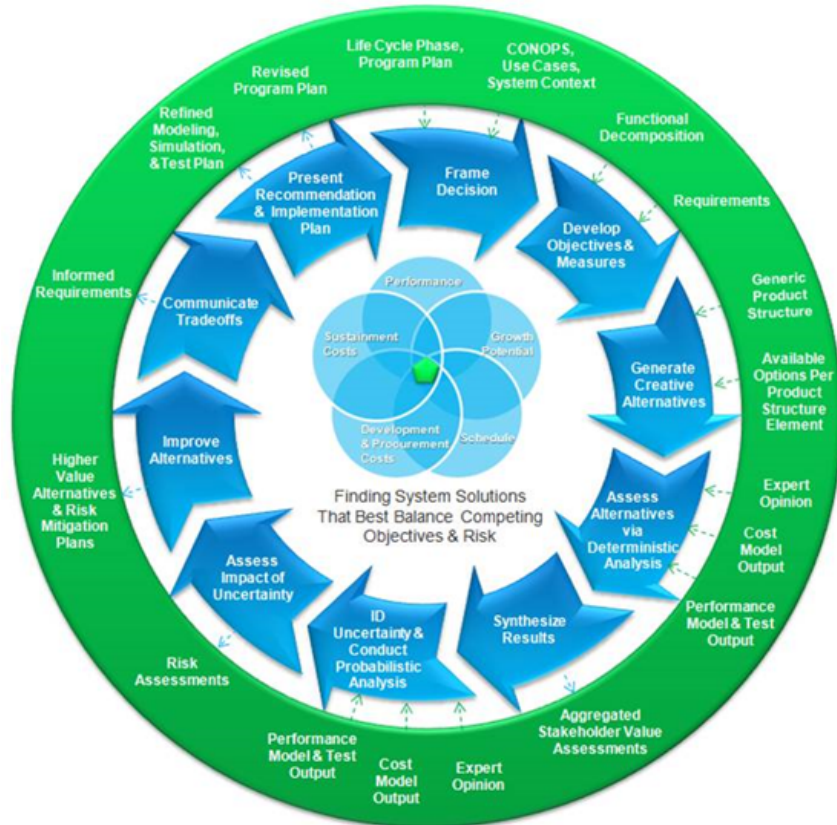 Life Cycle Phase,
Program Plan
CONOPS,
Use Cases,
System Context
Functional
Decomposition
Requirements
Generic
Product
Structure
Available
Options Per
Product
Structure
Element
Expert
Opinion
Cost
Model
Output
Performance
Model & Test
Output
Aggregated
Stakeholder Value
Assessments
Expert
Opinion
Cost
Model
Output
Performance
Model & Test
Output
Risk
Assessments
Higher
Value
Alternatives
& Risk
Mitigation
Plans
Informed
Requirements
Refined
Modeling,
Simulation,
&Test Plan
Revised
Program Plan
Frame
Decision
Develop
Objectives &
Measures
Generate
Creative
Alternatives
Assess
Alternatives via
Deterministic
Analysis
Synthesize
Results
ID
Uncertainty &
Conduct
Probabilistic
Analysis
Assess
Impact of
Uncertainty
Improve
Alternatives
Communicate
Tradeoffs
Present
Recommendation
& Implementation
Plan
Performance
Growth
Potential
Schedule
Development
& Procurement
Costs
Sustainment
Costs
Finding System Solutions
That Best Balance Competing
Objectives & Risk